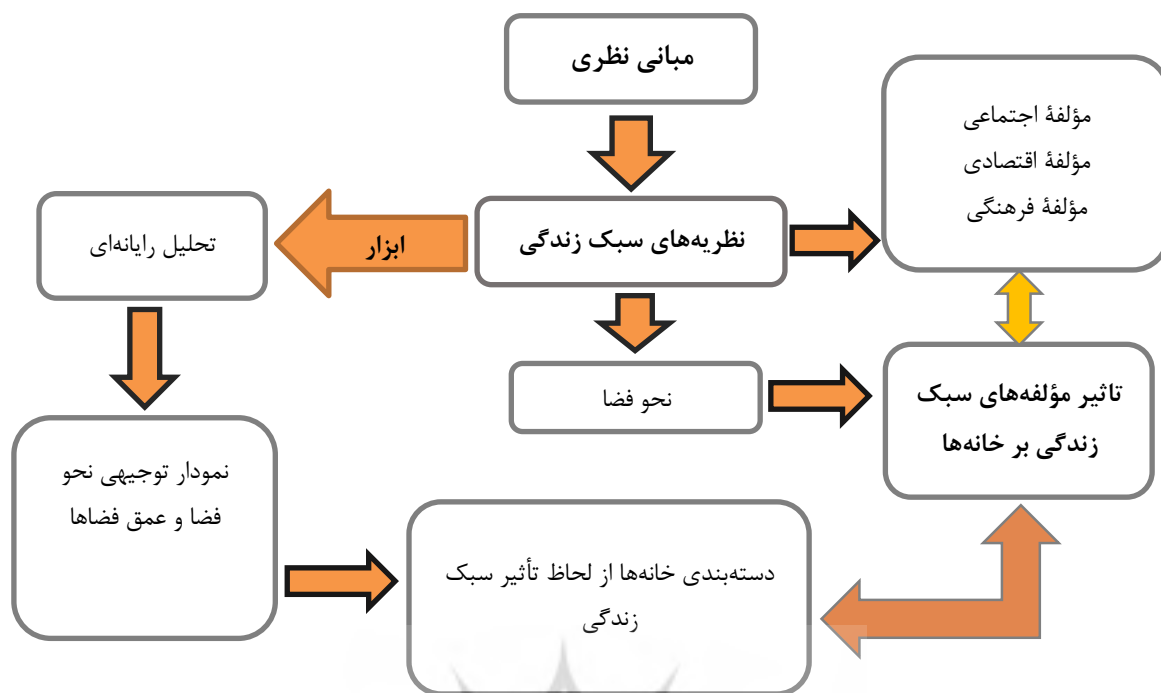 مبانی نظری
مؤلفۀ اجتماعی
مؤلفۀ اقتصادی
مؤلفۀ فرهنگی
نظریه‌های سبک زندگی
ابزار
تحلیل رایانه‌ای
نحو فضا
تاثیر مؤلفه‌های سبک
زندگی بر خانه‌ها
نمودار توجیهی نحو
فضا و عمق فضاها
دسته‌بندی خانه‌ها از لحاظ تأثیر سبک
زندگی